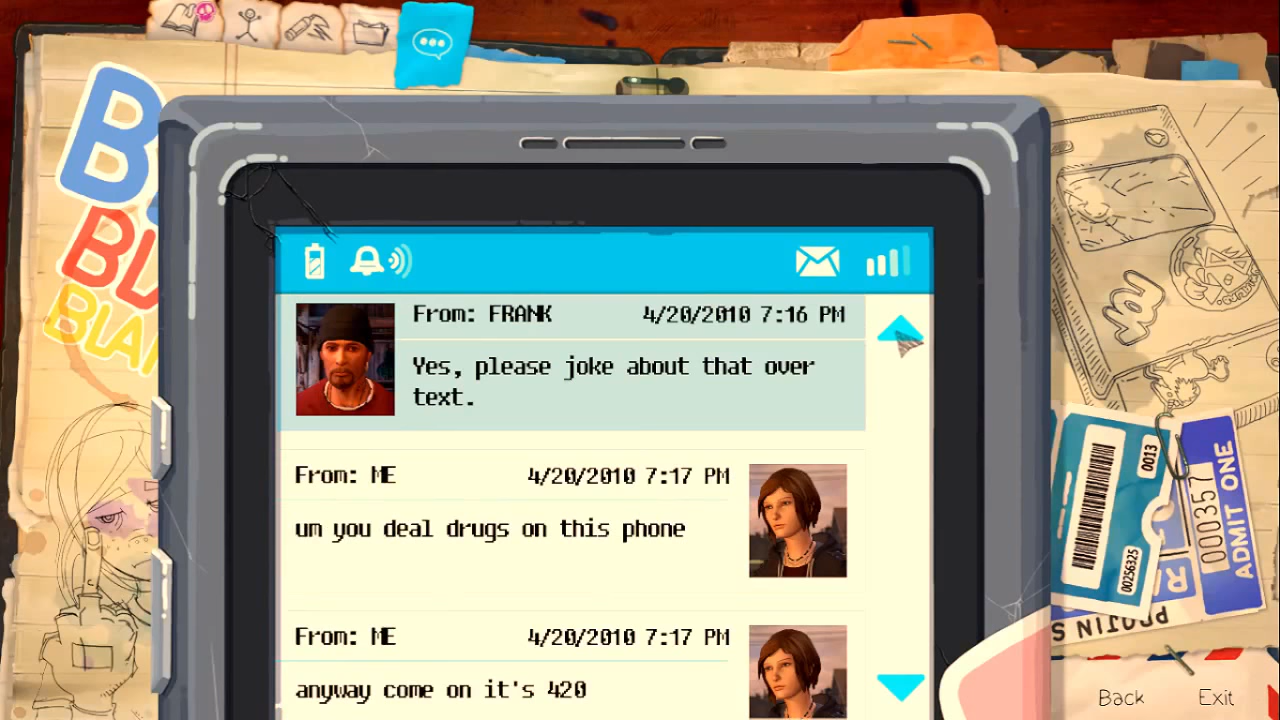 From: FRANK 4/20/2010 7:16 PM
Yes, please joke about that over
text.
From: ME 4/20/2010 7:17 PM
um you deal drugs on this phone
From: ME 4/20/2010 7:17 PM
anyway come on it's 420
0013
00256325
000357
ADMIT ONE
Back
Exit